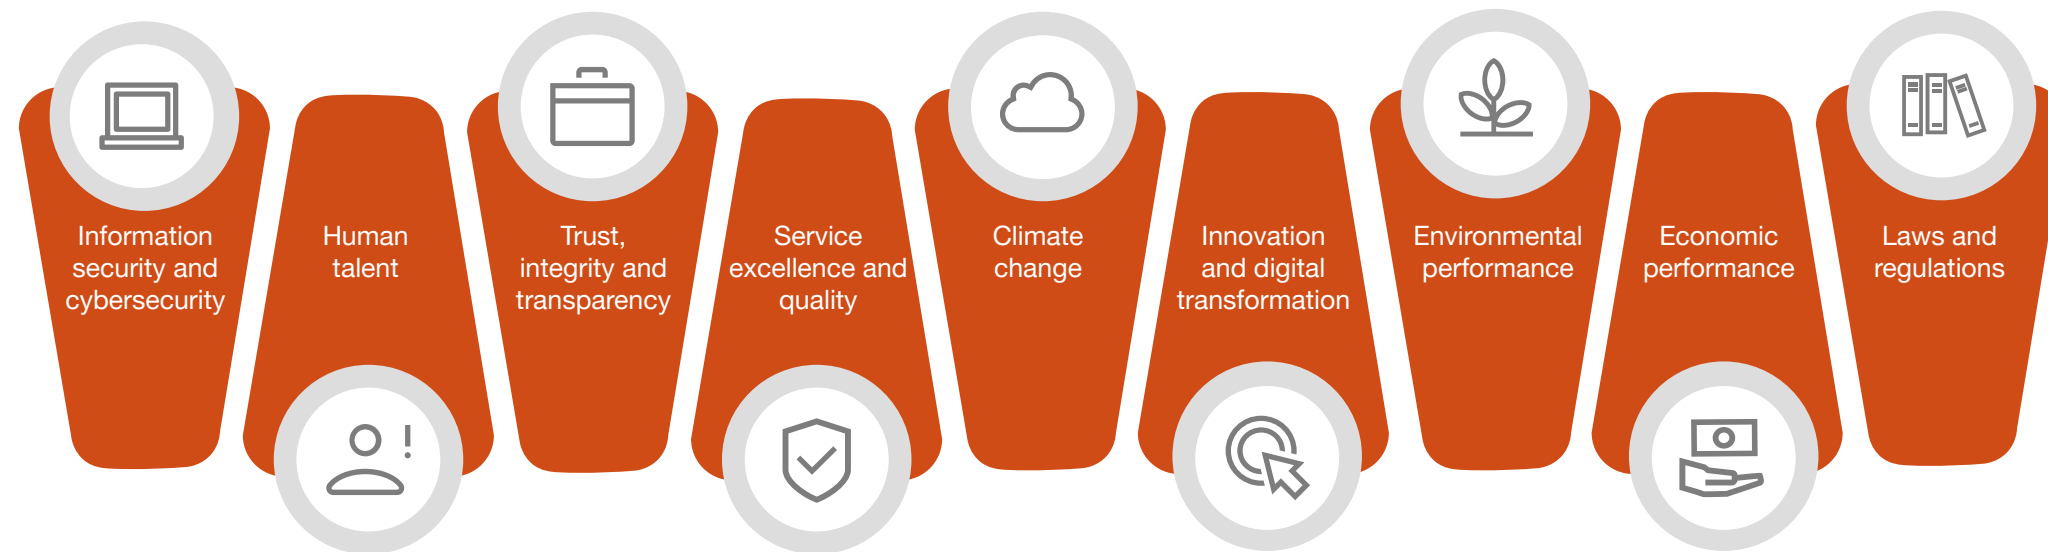 Information
security and
cybersecurity
Human
talent
Trust,
integrity and
transparency
Service
excellence and
quality
Climate
change
Innovation
and digital
transformation
Environmental
performance
Economic
performance
Laws and
regulations